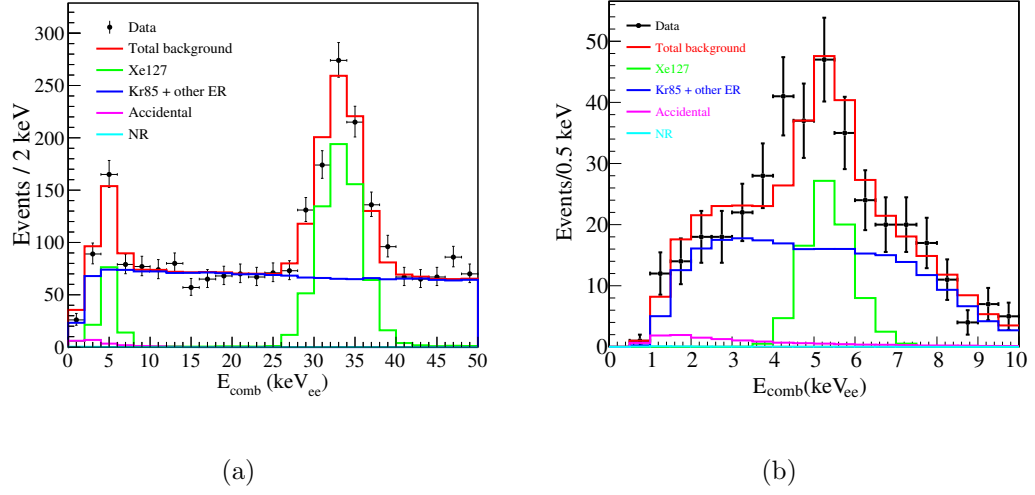 Data
Total background
Xe127
Kr85 + other ER
Accidental
NR
Events / 2 keV
300
250
200
150
100
50
0
0 5 10 15 20 25 30 35 40 45 50
E_comb (keV_ee)
(a)
Data
Total background
Xe127
Kr85 + other ER
Accidental
NR
Events/0.5 keV
50
40
30
20
10
0
0 1 2 3 4 5 6 7 8 9 10
E_comb(keV_ee)
(b)